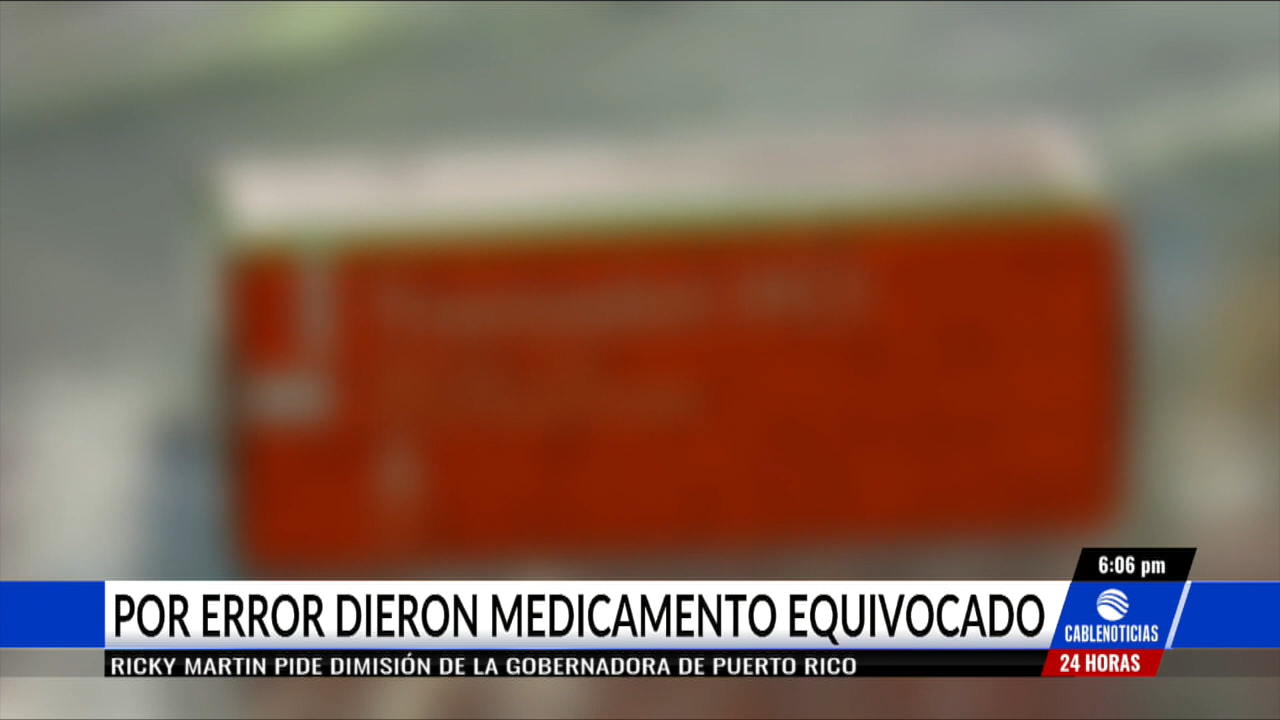 6:06 pm
POR ERROR DIERON MEDICAMENTO EQUIVOCADO
CABLENOTICIAS
RICKY MARTIN PIDE DIMISIÓN DE LA GOBERNADORA DE PUERTO RICO
24 HORAS